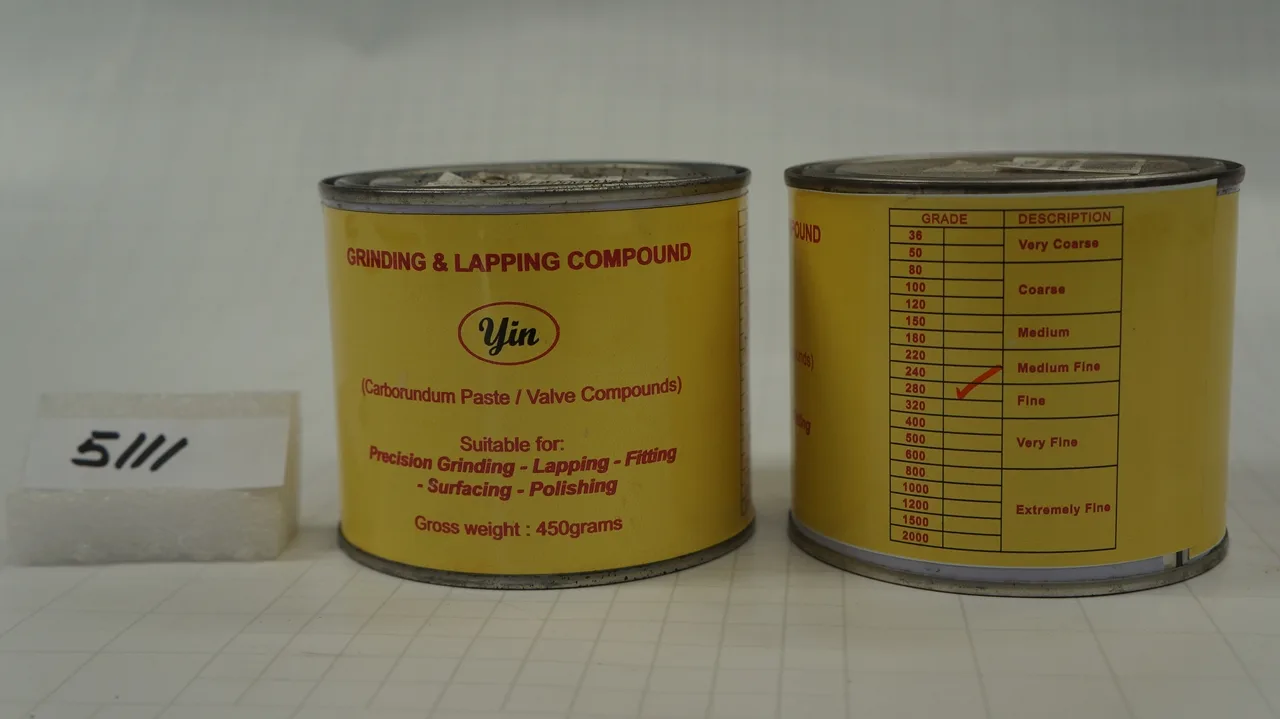 5111
GRINDING & LAPPING COMPOUND
Yin
(Carborundum Paste / Valve Compounds)
Suitable for:
Precision Grinding - Lapping - Fitting
- Surfacing - Polishing
Gross weight : 450grams
GRADE DESCRIPTION
36
50
Very Coarse
80
100
120
Coarse
150
180
Medium
220
240
Medium Fine
280
320
Fine
400
500
600
Very Fine
800
1000
1200
1500
2000
Extremely Fine